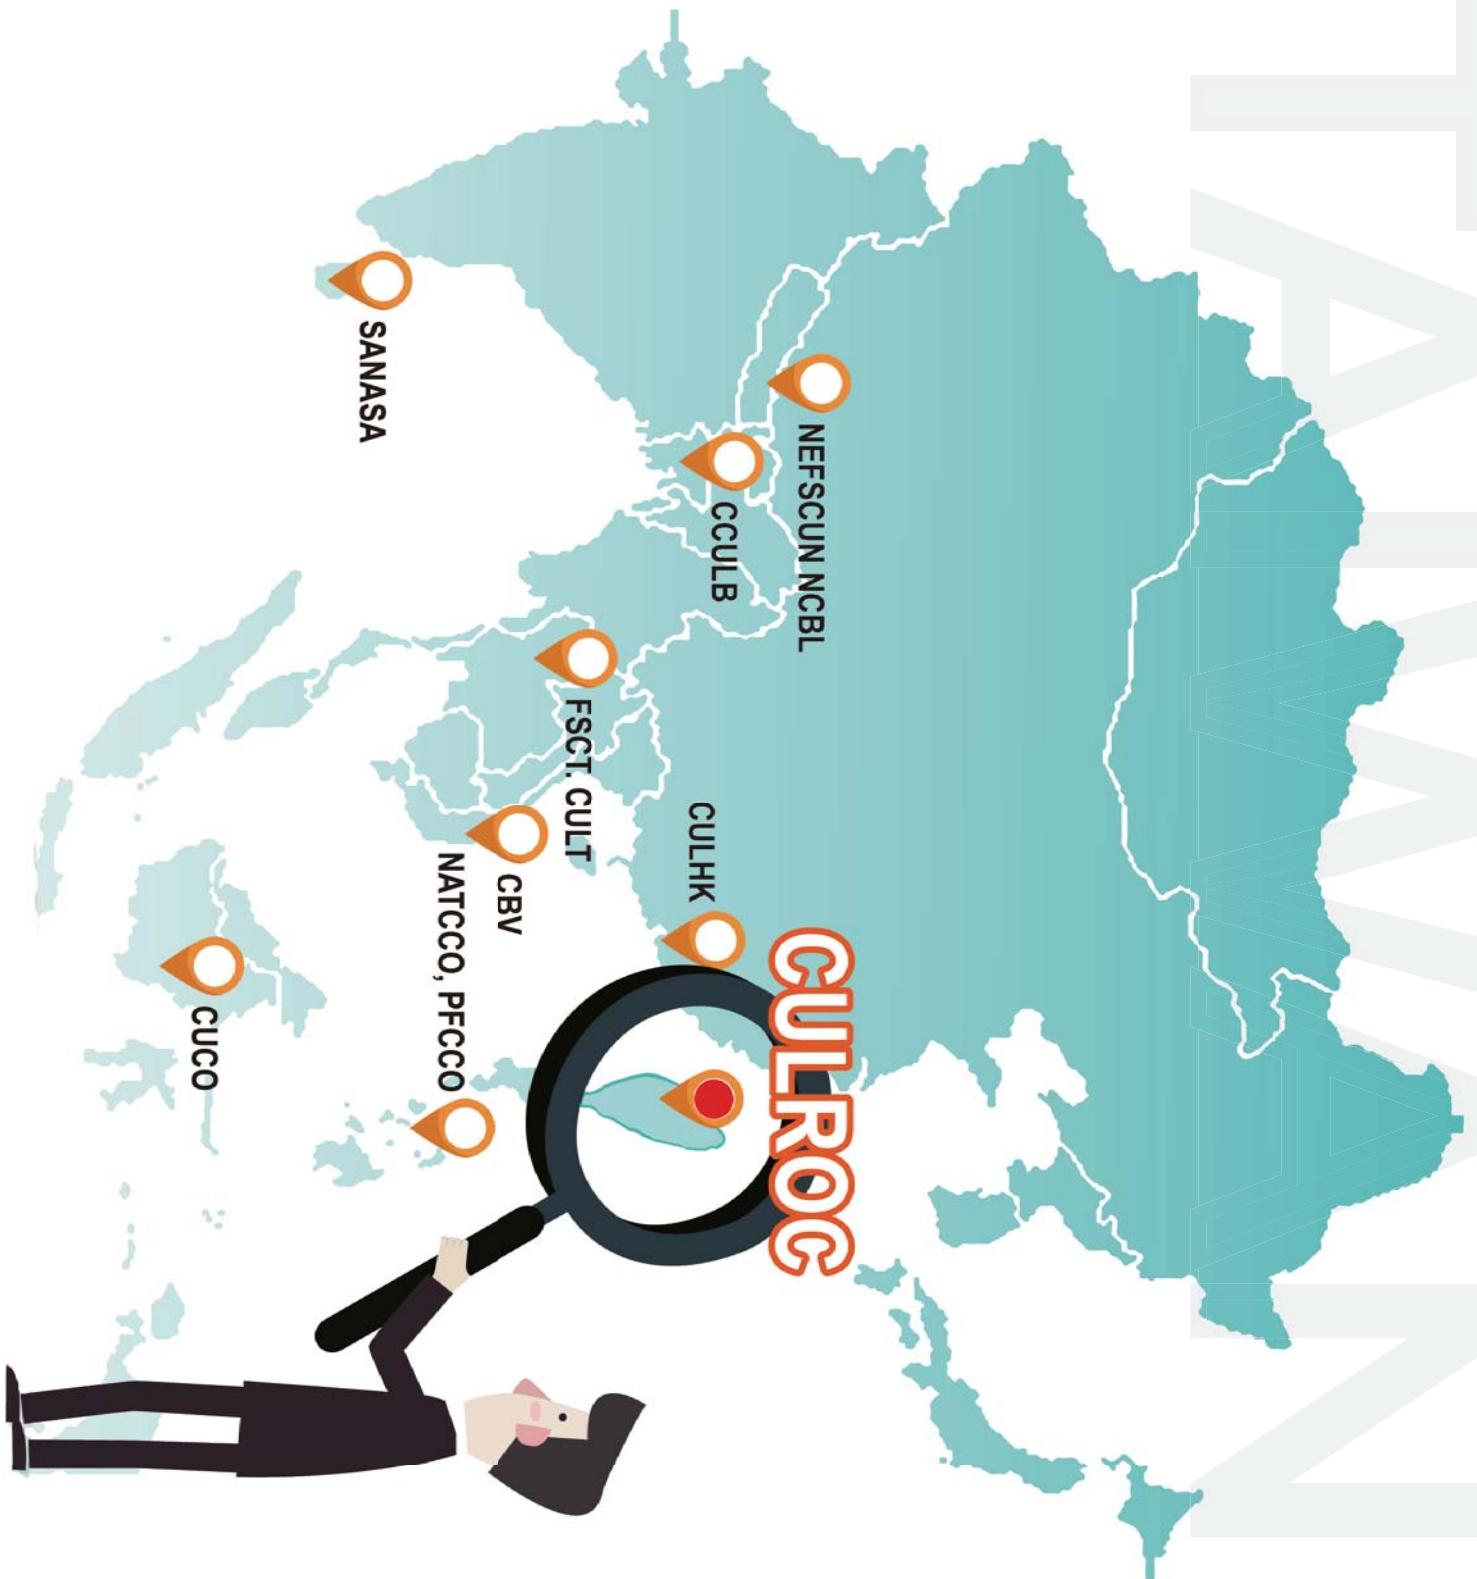 TAIWAN
NEFSCUN NCBL
CCULB
CULHK
CULROC
FSCT. CULT
CBV
NATCCO, PFCCO
SANASA
CUCO